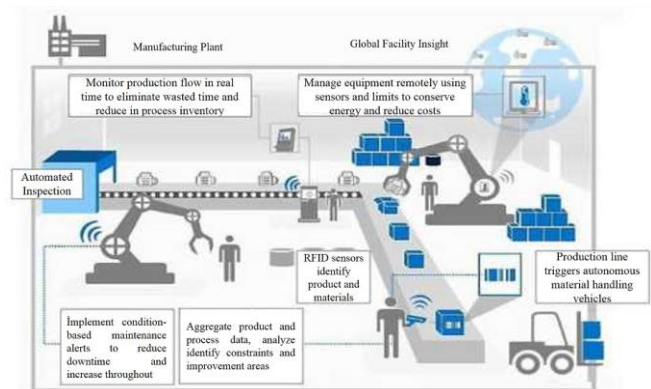 Manufacturing Plant
Global Facility Insight
Monitor production flow in real
time to eliminate wasted time and
reduce in process inventory
Manage equipment remotely using
sensors and limits to conserve
energy and reduce costs
Automated
Inspection
RFID sensors
identify
product and
materials
Production line
triggers autonomous
material handling
vehicles
İmplement condition-
based maintenance
alerts to reduce
downtime and
increase throughout
Aggregate product and
process data, analyze
identify constraints and
improvement areas